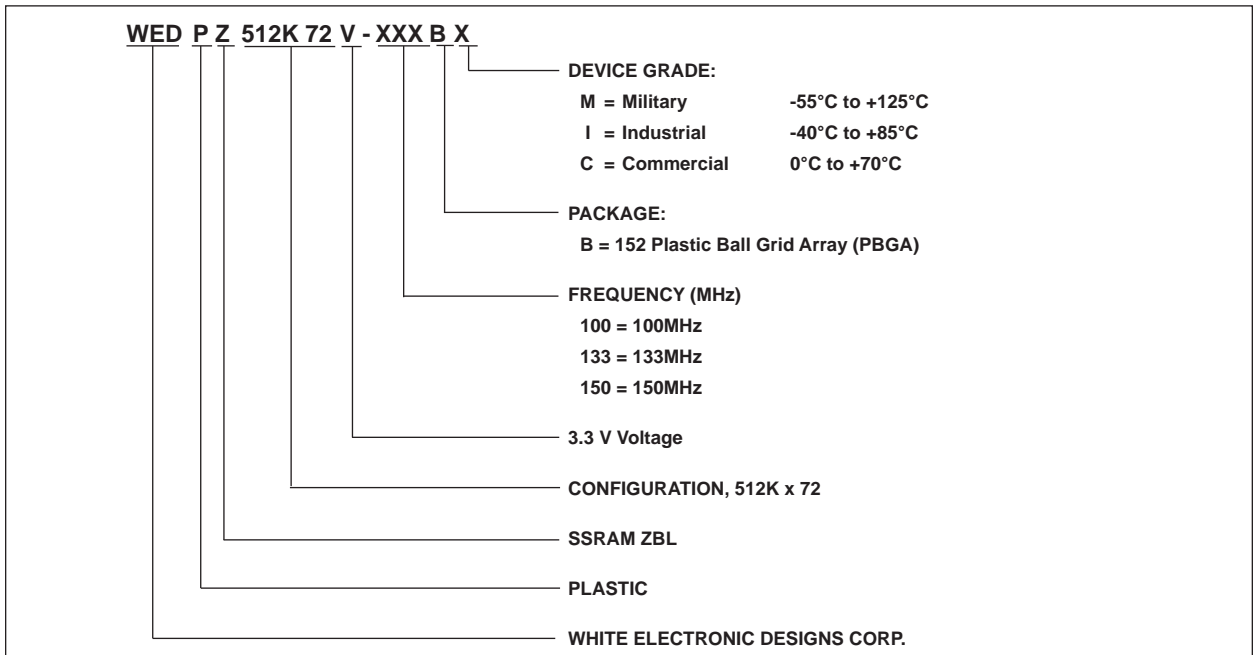 WED P Z 512K 72 V - XXX B X
DEVICE GRADE:
M = Military -55°C to +125°C
I = Industrial -40°C to +85°C
C = Commercial 0°C to +70°C
PACKAGE:
B = 152 Plastic Ball Grid Array (PBGA)
FREQUENCY (MHz)
100 = 100MHz
133 = 133MHz
150 = 150MHz
3.3 V Voltage
CONFIGURATION, 512K x 72
SSRAM ZBL
PLASTIC
WHITE ELECTRONIC DESIGNS CORP.